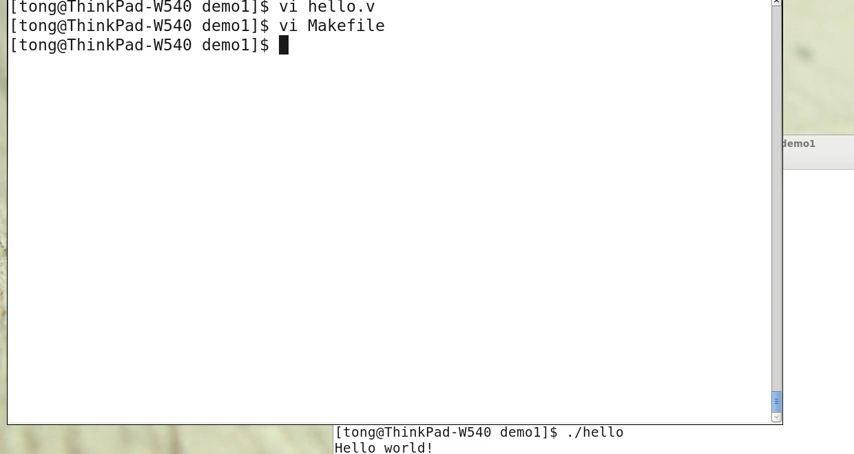 [tong@ThinkPad-W540 demo1]$ vi hello.v
[tong@ThinkPad-W540 demo1]$ vi Makefile
[tong@ThinkPad-W540 demo1]$
demo1
[tong@ThinkPad-W540 demo1]$ ./hello
Hello world!